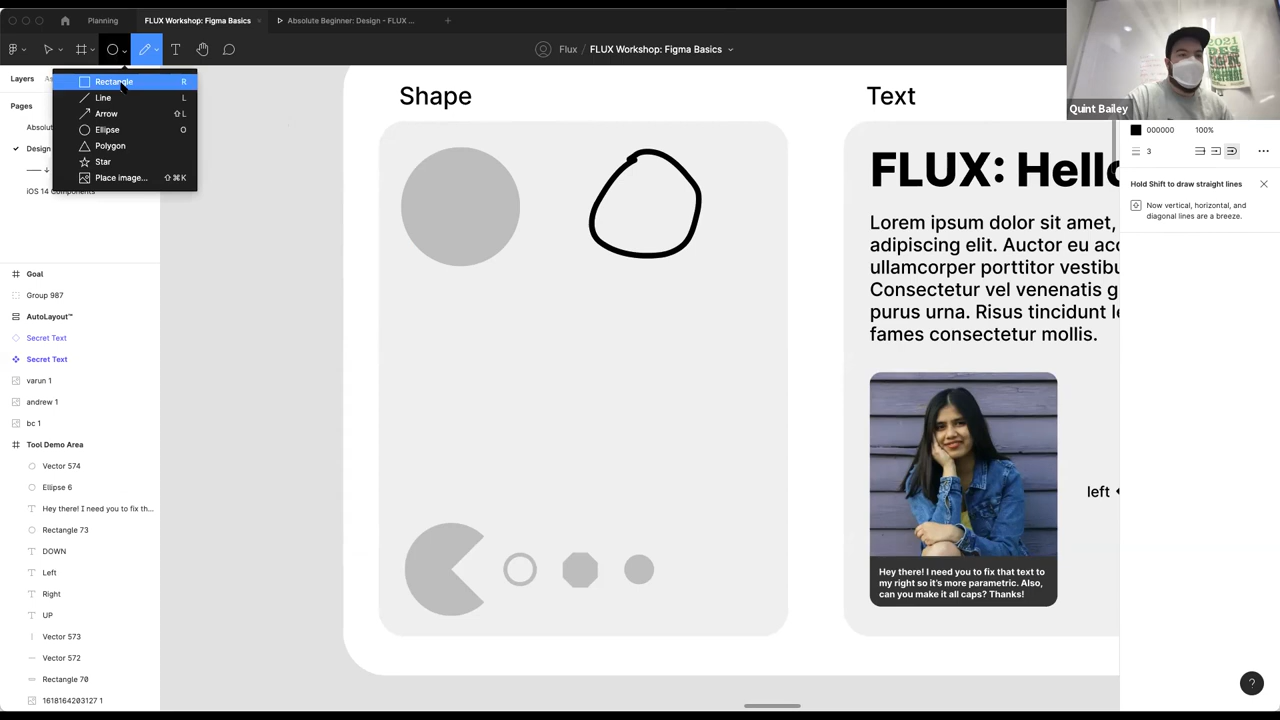 Planning
FLUX Workshop: Figma Basics
Absolute Beginner: Design - FLUX ...
Flux / FLUX Workshop: Figma Basics
Quint Bailey
Layers
Pages
Absolut
Design
iOS 14 Components
Rectangle R
Line L
Arrow ⇧L
Ellipse O
Polygon
Star
Place image... ⇧⌘K
Goal
Group 987
AutoLayout™
Secret Text
Secret Text
varun 1
andrew 1
bc 1
Tool Demo Area
Vector 574
Ellipse 6
Hey there! I need you to fix th...
Rectangle 73
DOWN
Left
Right
UP
Vector 573
Vector 572
Rectangle 70
1618164203127 1
Shape
Text
FLUX: Hello
Lorem ipsum dolor sit amet,
adipiscing elit. Auctor eu acc
ullamcorper porttitor vestibu
Consectetur vel venenatis g
purus urna. Risus tincidunt le
fames consectetur mollis.
left
Hey there! I need you to fix that text to
my right so it's more parametric. Also,
can you make it all caps? Thanks!
000000 100%
3
Hold Shift to draw straight lines
Now vertical, horizontal, and
diagonal lines are a breeze.
?
2021